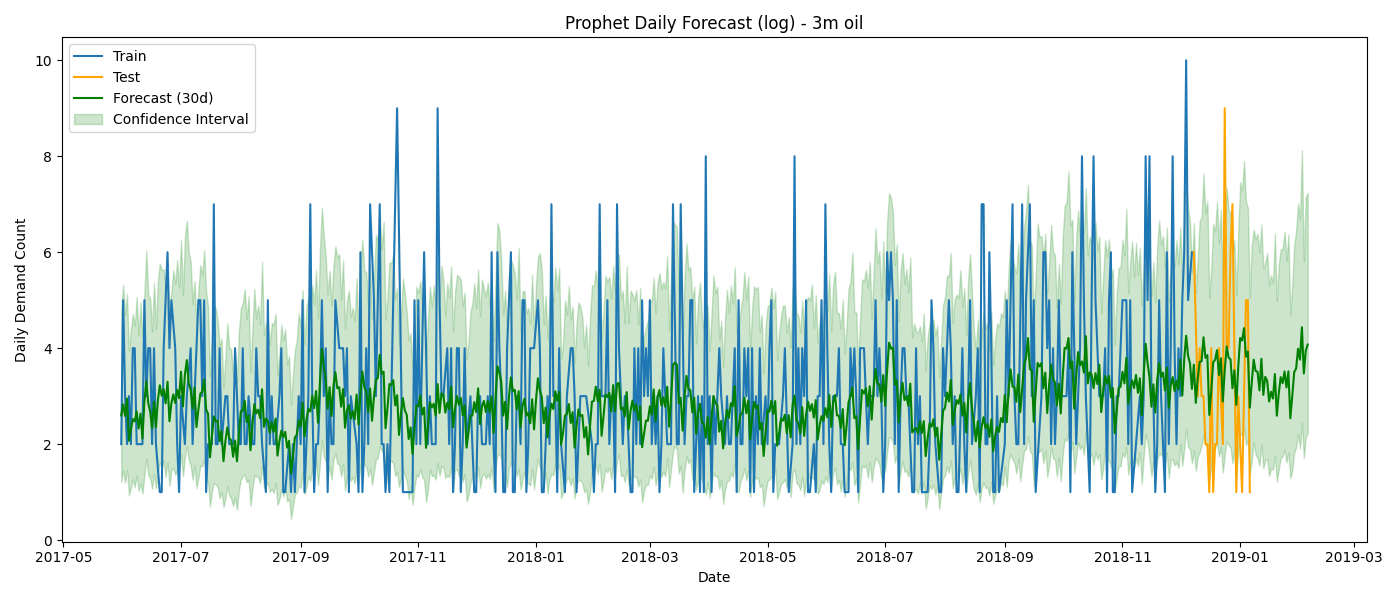 Prophet Daily Forecast (log) - 3m oil
Train
Test
Forecast (30d)
Confidence Interval
Daily Demand Count
10
8
6
4
2
0
2017-05
2017-07
2017-09
2017-11
2018-01
2018-03
2018-05
2018-07
2018-09
2018-11
2019-01
2019-03
Date